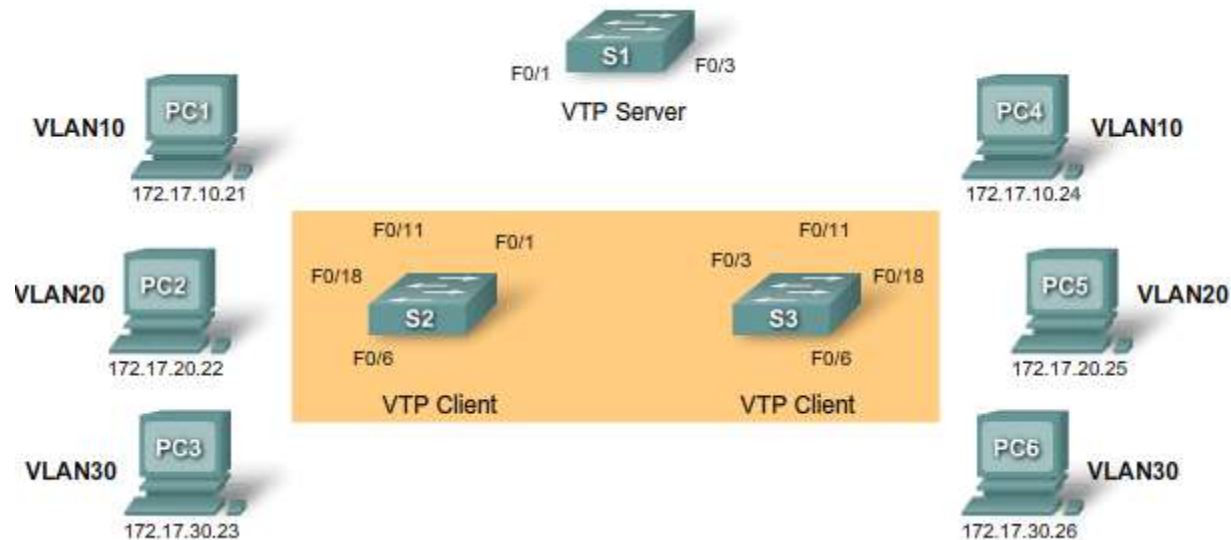 S1
F0/1
F0/3
VTP Server
PC1
VLAN10
172.17.10.21
PC4
VLAN10
172.17.10.24
F0/11
F0/1
F0/18
S2
F0/6
VTP Client
F0/11
F0/3
F0/18
S3
F0/6
VTP Client
PC2
VLAN20
172.17.20.22
PC5
VLAN20
172.17.20.25
PC3
VLAN30
172.17.30.23
PC6
VLAN30
172.17.30.26